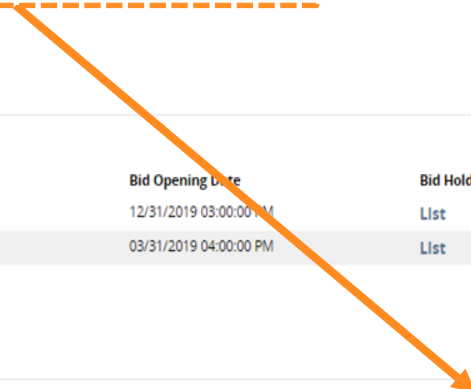 Bid Opening Date Bid Hold
12/31/2019 03:00:00 PM List
03/31/2019 04:00:00 PM List